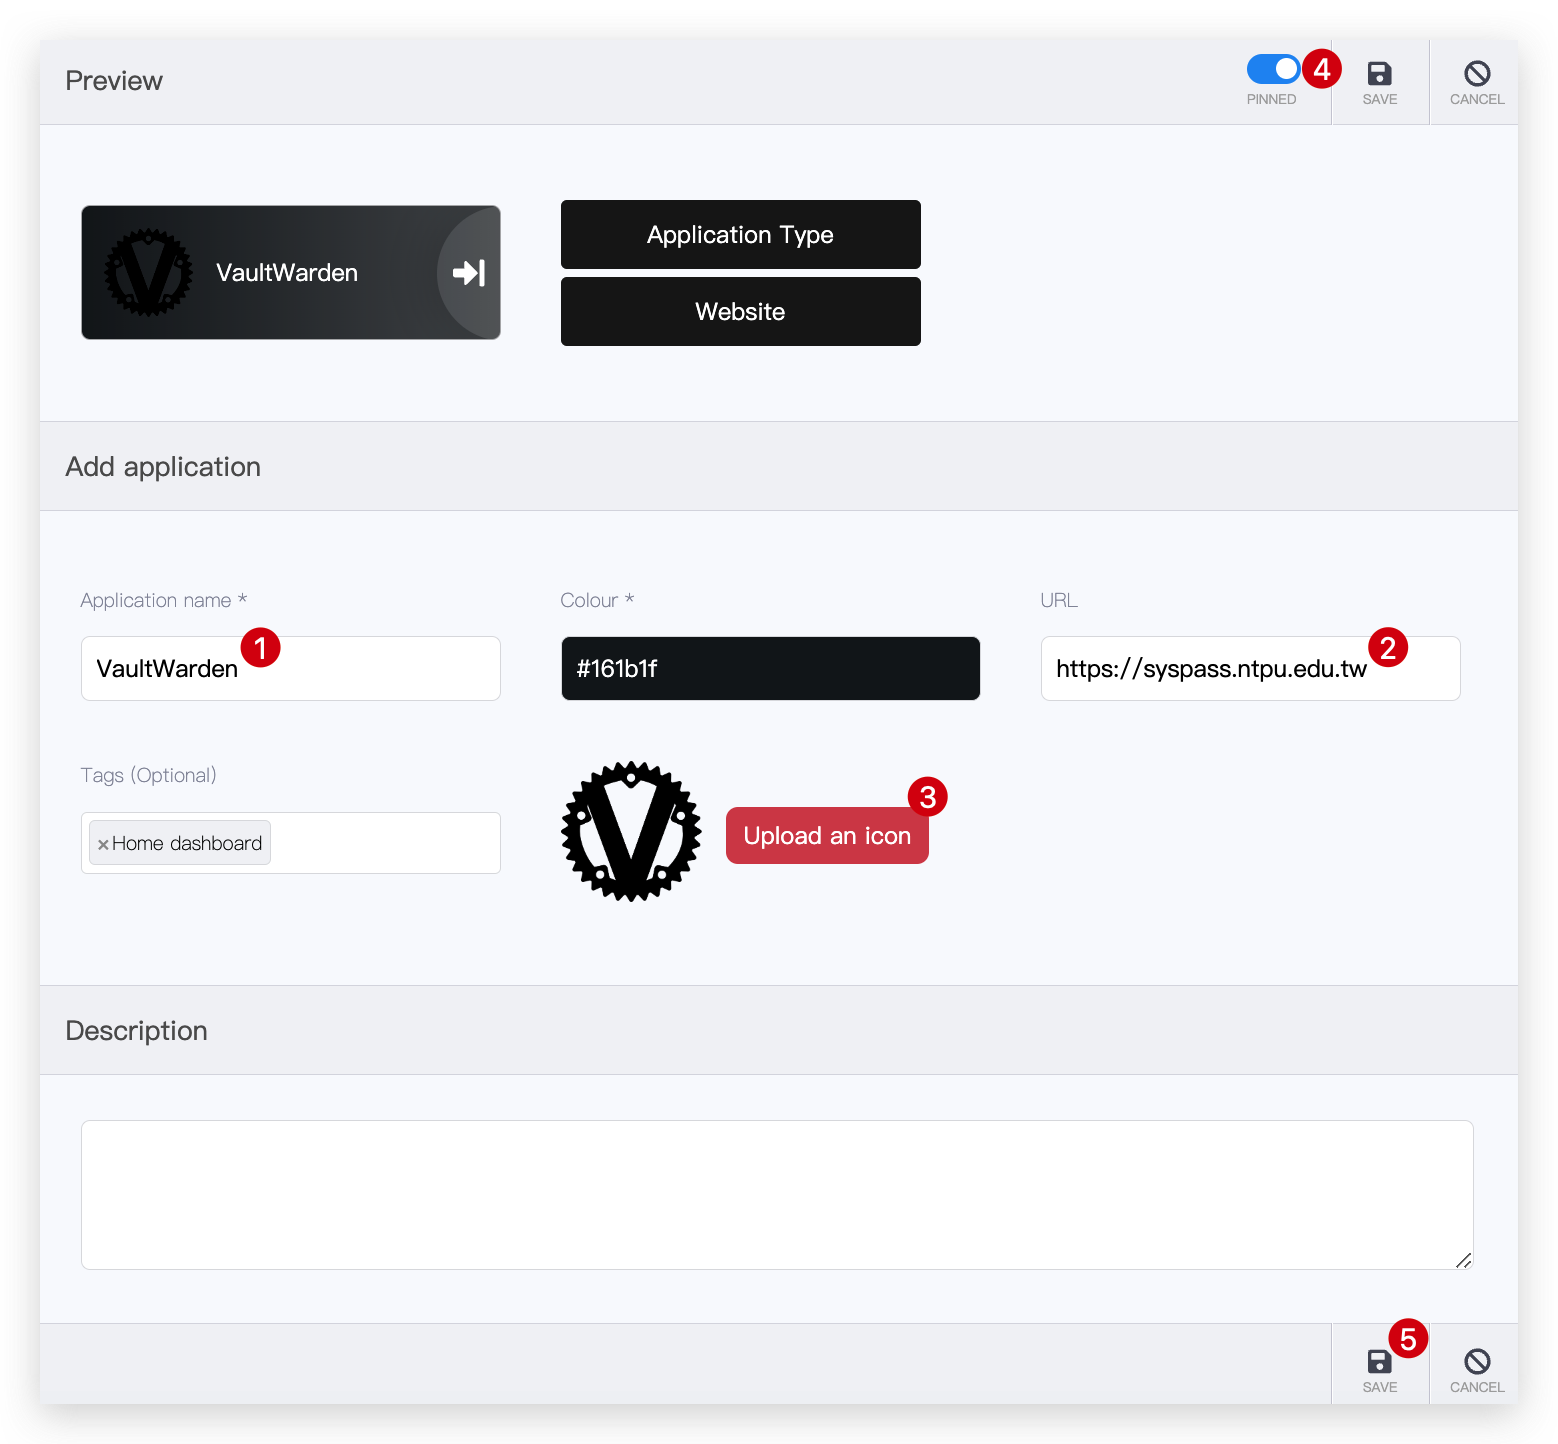 Preview
4
PINNED
SAVE
CANCEL
VaultWarden
Application Type
Website
Add application
Application name *
Colour *
URL
VaultWarden
1
#161b1f
https://syspass.ntpu.edu.tw
2
Tags (Optional)
×Home dashboard
V
Upload an icon
3
Description
5
SAVE
CANCEL